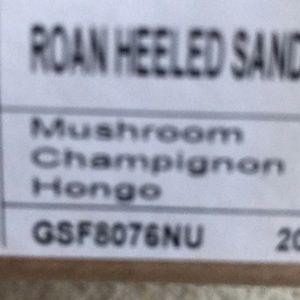 ROAN HEELED SAND
Mushroom
Champignon
Hongo
GSF8076NU 20